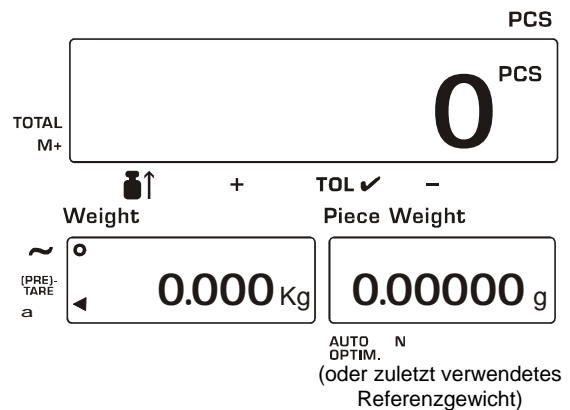 PCS
0 PCS
TOTAL
M+
+ TOL ✔ −
Weight Piece Weight
~
(PRE)-
TARE
a
0.000 Kg 0.00000 g
AUTO N
OPTIM.
(oder zuletzt verwendetes
Referenzgewicht)